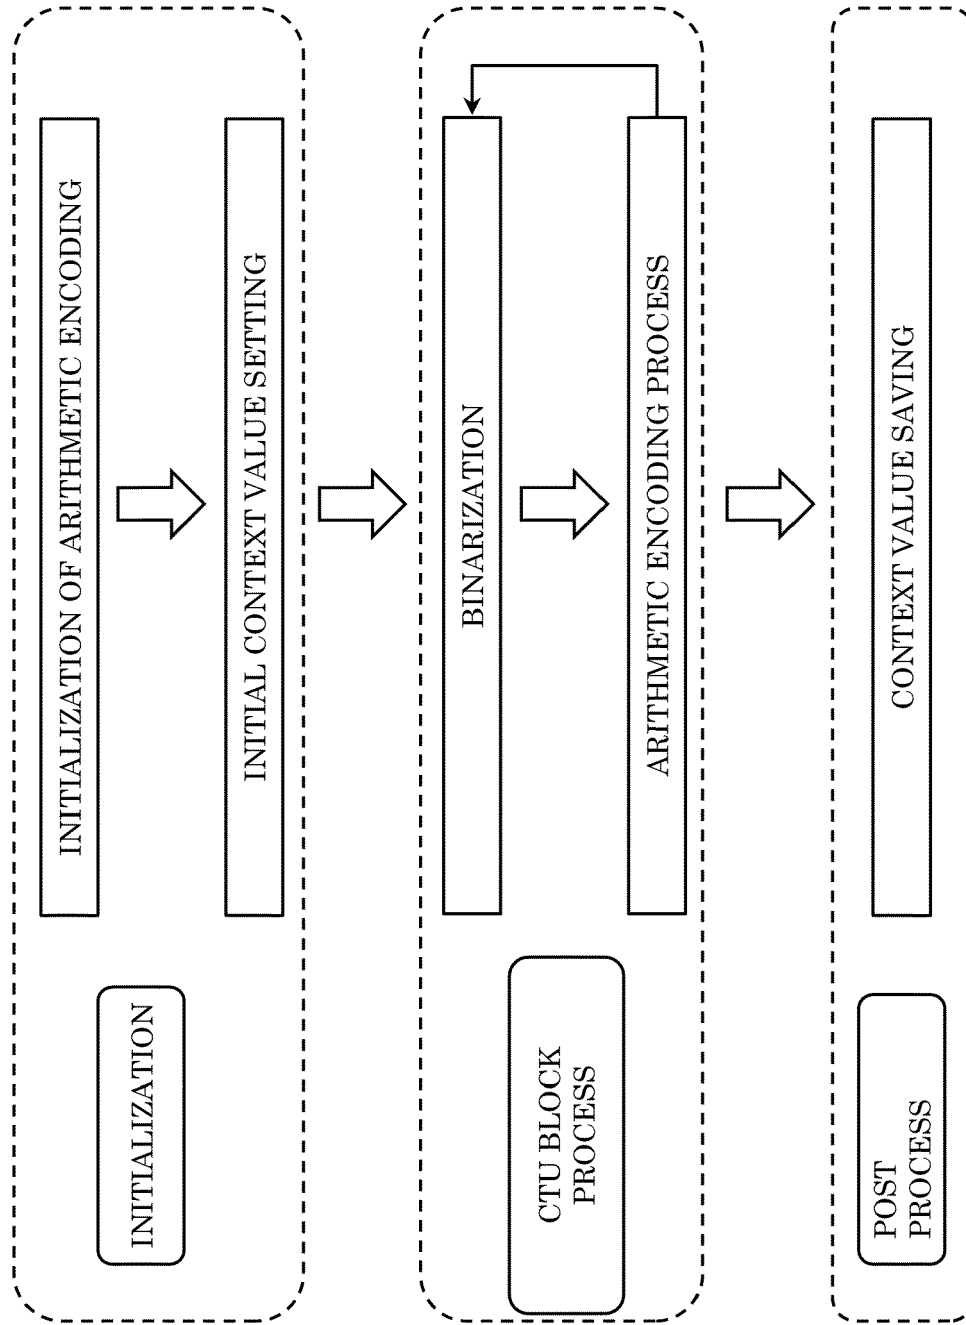 INITIALIZATION
INITIALIZATION OF ARITHMETIC ENCODING
INITIAL CONTEXT VALUE SETTING
CTU BLOCK
PROCESS
BINARIZATION
ARITHMETIC ENCODING PROCESS
POST
PROCESS
CONTEXT VALUE SAVING